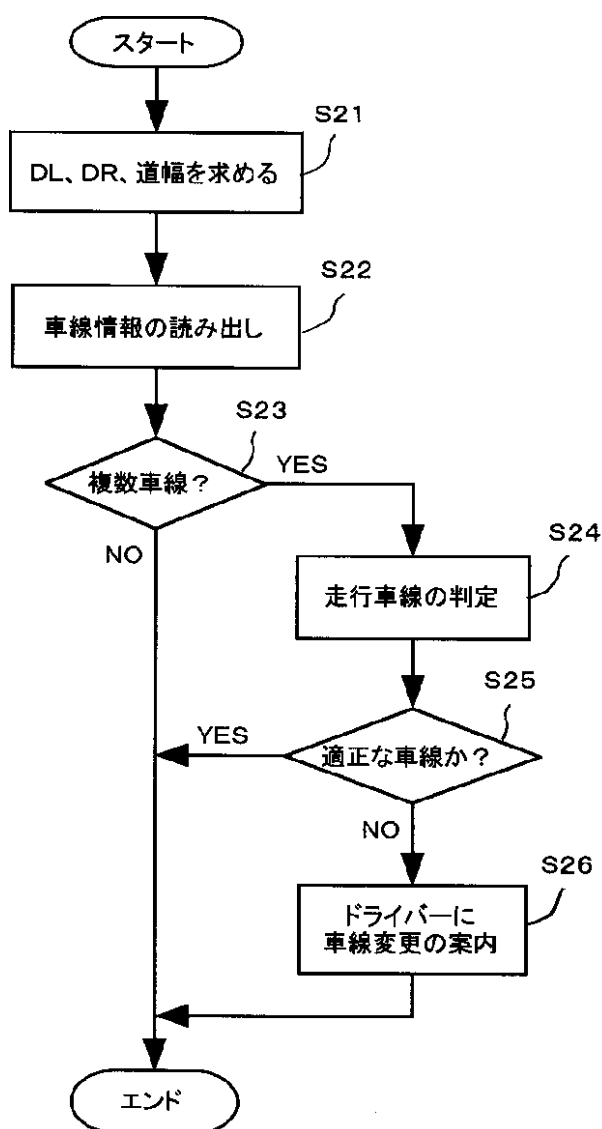 スタート
S21
DL、DR、道幅を求める
S22
車線情報の読み出し
S23
複数車線？
YES
NO
S24
走行車線の判定
S25
適正な車線か？
YES
NO
S26
ドライバーに
車線変更の案内
エンド